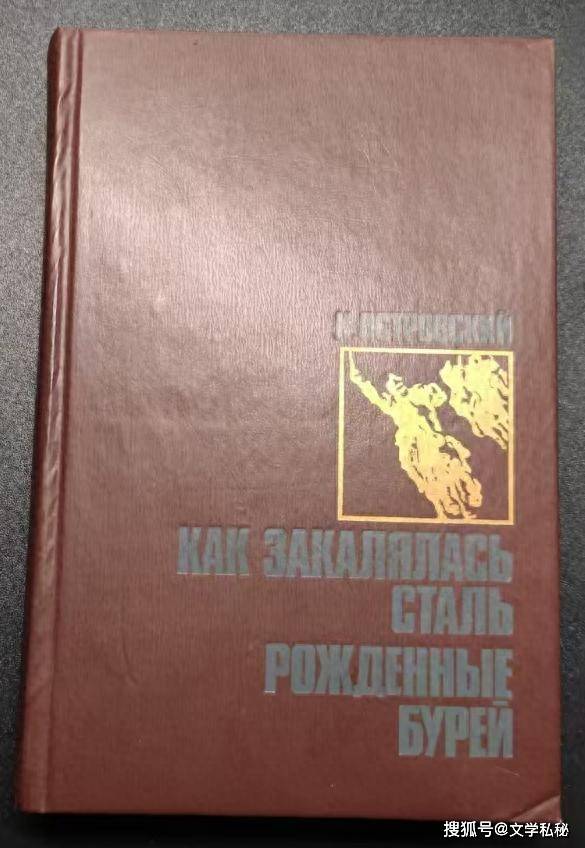 Н. ОСТРОВСКИЙ
КАК ЗАКАЛЯЛАСЬ
СТАЛЬ
РОЖДЕННЫЕ
БУРЕЙ
搜狐号@文学私秘